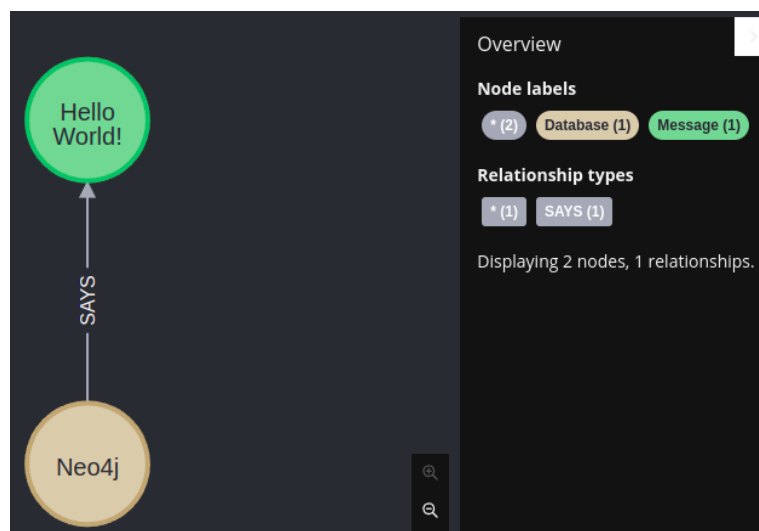 Hello
World!
SAYS
Neo4j
Overview
Node labels
* (2) Database (1) Message (1)
Relationship types
* (1) SAYS (1)
Displaying 2 nodes, 1 relationships.